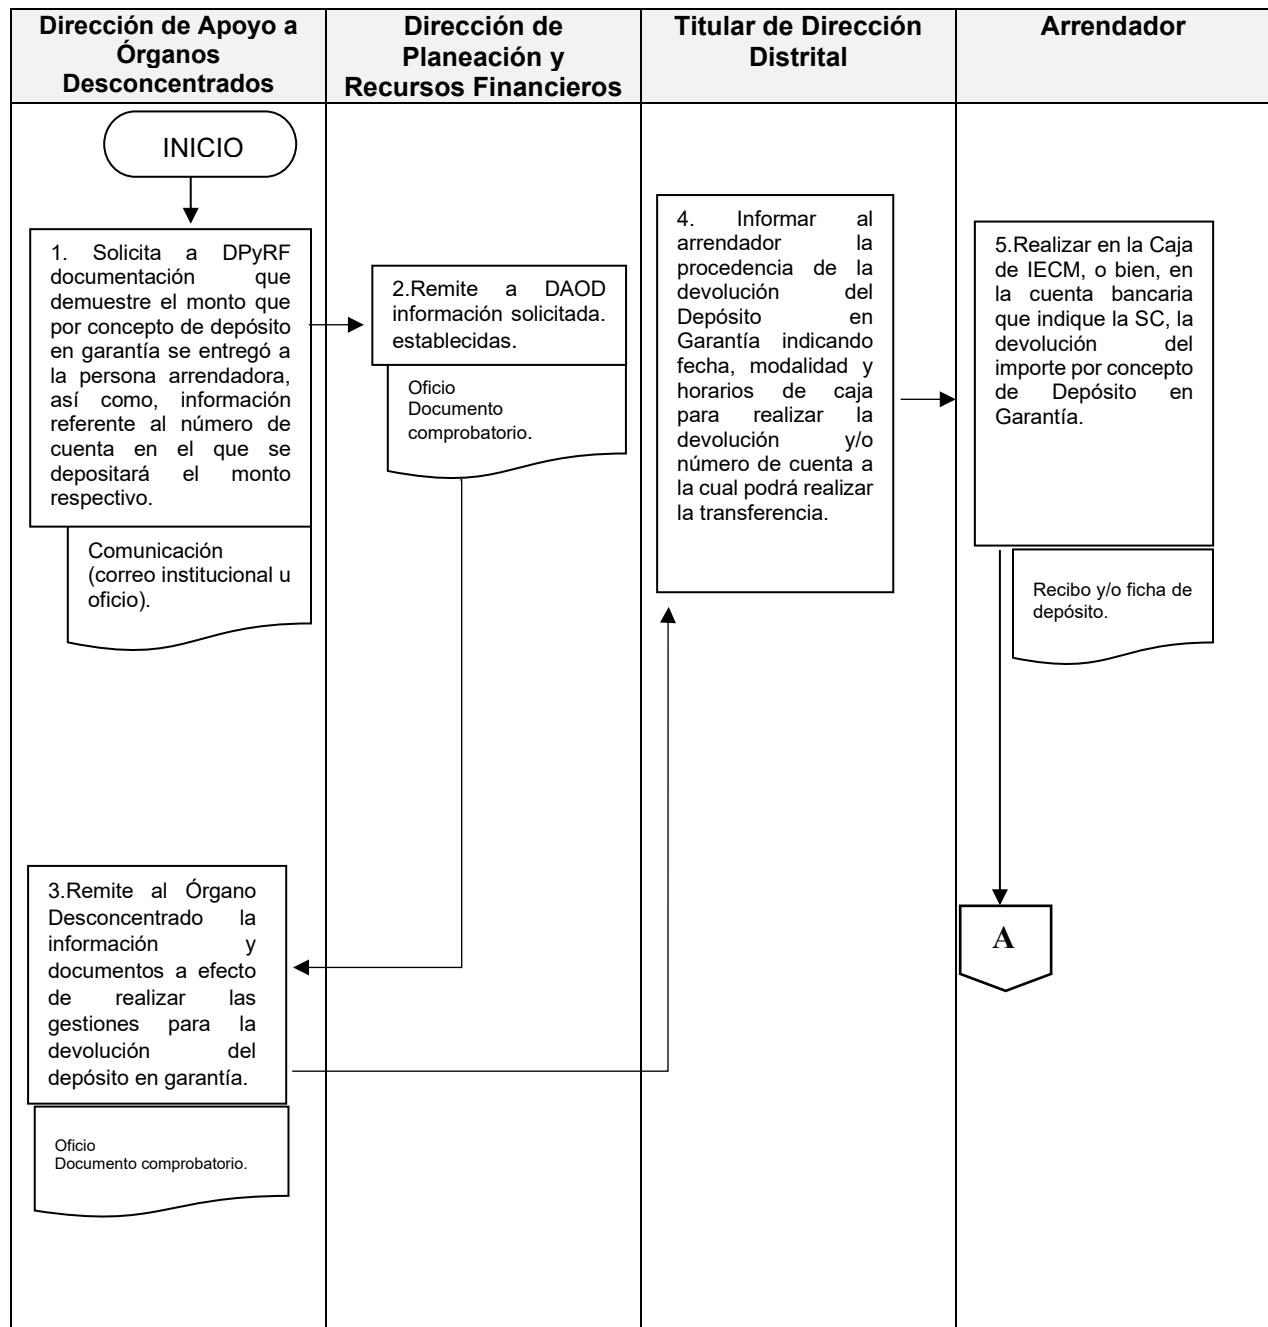 Dirección de Apoyo a
Órganos
Desconcentrados
Dirección de
Planeación y
Recursos Financieros
Titular de Dirección
Distrital
Arrendador
INICIO
1. Solicita a DPyRF
documentación que
demuestre el monto que
por concepto de depósito
en garantía se entregó a
la persona arrendadora,
así como, información
referente al número de
cuenta en el que se
depositará el monto
respectivo.
Comunicación
(correo institucional u
oficio).
2.Remite a DAOD
información solicitada.
establecidas.
Oficio
Documento
comprobatorio.
3.Remite al Órgano
Desconcentrado la
información y
documentos a efecto
de realizar las
gestiones para la
devolución del
depósito en garantía.
Oficio
Documento comprobatorio.
4. Informar al
arrendador la
procedencia de la
devolución del
Depósito en
Garantía indicando
fecha, modalidad y
horarios de caja
para realizar la
devolución y/o
número de cuenta a
la cual podrá realizar
la transferencia.
5.Realizar en la Caja
de IECM, o bien, en
la cuenta bancaria
que indique la SC, la
devolución del
importe por concepto
de Depósito en
Garantía.
Recibo y/o ficha de
depósito.
A